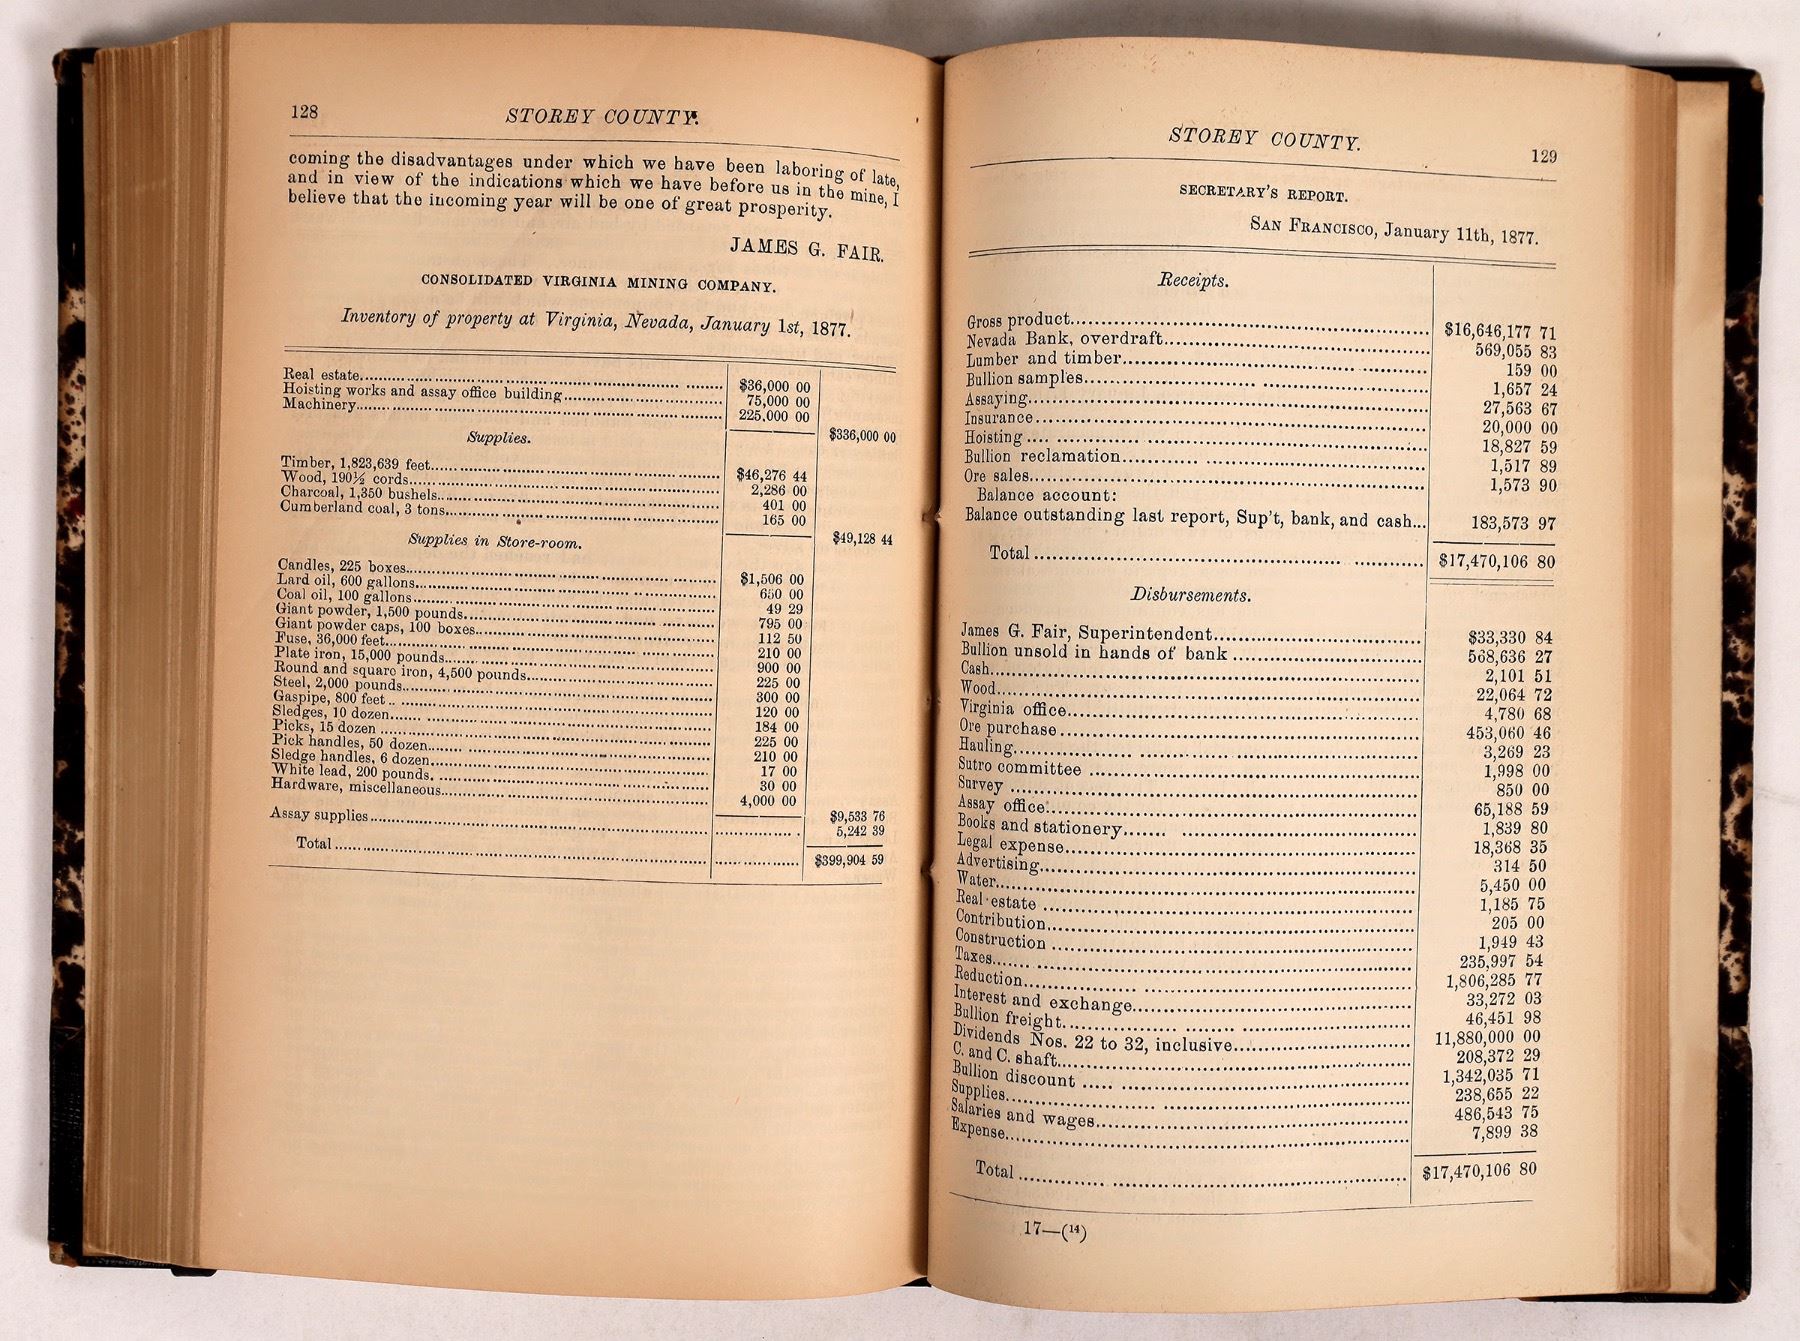 128
STOREY COUNTY.
coming the disadvantages under which we have been laboring of late,
and in view of the indications which we have before us in the mine, I
believe that the incoming year will be one of great prosperity.
JAMES G. FAIR.
CONSOLIDATED VIRGINIA MINING COMPANY.
Inventory of property at Virginia, Nevada, January 1st, 1877.
Real estate $36,000 00
Hoisting works and assay office building 75,000 00
Machinery 225,000 00
$336,000 00
Supplies.
Timber, 1,823,639 feet $46,276 44
Wood, 190½ cords 2,286 00
Charcoal, 1,350 bushels 401 00
Cumberland coal, 3 tons 165 00
$49,128 44
Supplies in Store-room.
Candles, 225 boxes $1,506 00
Lard oil, 600 gallons 650 00
Coal oil, 100 gallons 49 29
Giant powder, 1,500 pounds 795 00
Giant powder caps, 100 boxes 112 50
Fuse, 36,000 feet 210 00
Plate iron, 15,000 pounds 900 00
Round and square iron, 4,500 pounds 225 00
Steel, 2,000 pounds 300 00
Gaspipe, 800 feet 120 00
Sledges, 10 dozen 184 00
Picks, 15 dozen 225 00
Pick handles, 50 dozen 210 00
Sledge handles, 6 dozen 17 00
White lead, 200 pounds 30 00
Hardware, miscellaneous 4,000 00
$9,533 76
Assay supplies 5,242 39
Total $399,904 59
STOREY COUNTY.
129
SECRETARY'S REPORT.
SAN FRANCISCO, January 11th, 1877.
Receipts.
Gross product $16,646,177 71
Nevada Bank, overdraft 569,055 83
Lumber and timber 159 00
Bullion samples 1,657 24
Assaying 27,563 67
Insurance 20,000 00
Hoisting 18,827 59
Bullion reclamation 1,517 89
Ore sales 1,573 90
Balance account:
Balance outstanding last report, Sup't, bank, and cash 183,573 97
Total $17,470,106 80
Disbursements.
James G. Fair, Superintendent $33,330 84
Bullion unsold in hands of bank 568,636 27
Cash 2,101 51
Wood 22,064 72
Virginia office 4,780 68
Ore purchase 453,060 46
Hauling 3,269 23
Sutro committee 1,998 00
Survey 850 00
Assay office 65,188 59
Books and stationery 1,839 80
Legal expense 18,368 35
Advertising 314 50
Water 5,450 00
Real estate 1,185 75
Contribution 205 00
Construction 1,949 43
Taxes 235,997 54
Reduction 1,806,285 77
Interest and exchange 33,272 03
Bullion freight 46,451 98
Dividends Nos. 22 to 32, inclusive 11,880,000 00
C. and C. shaft 208,372 29
Bullion discount 1,342,035 71
Supplies 238,655 22
Salaries and wages 486,543 75
Expense 7,899 38
Total $17,470,106 80
17—(14)